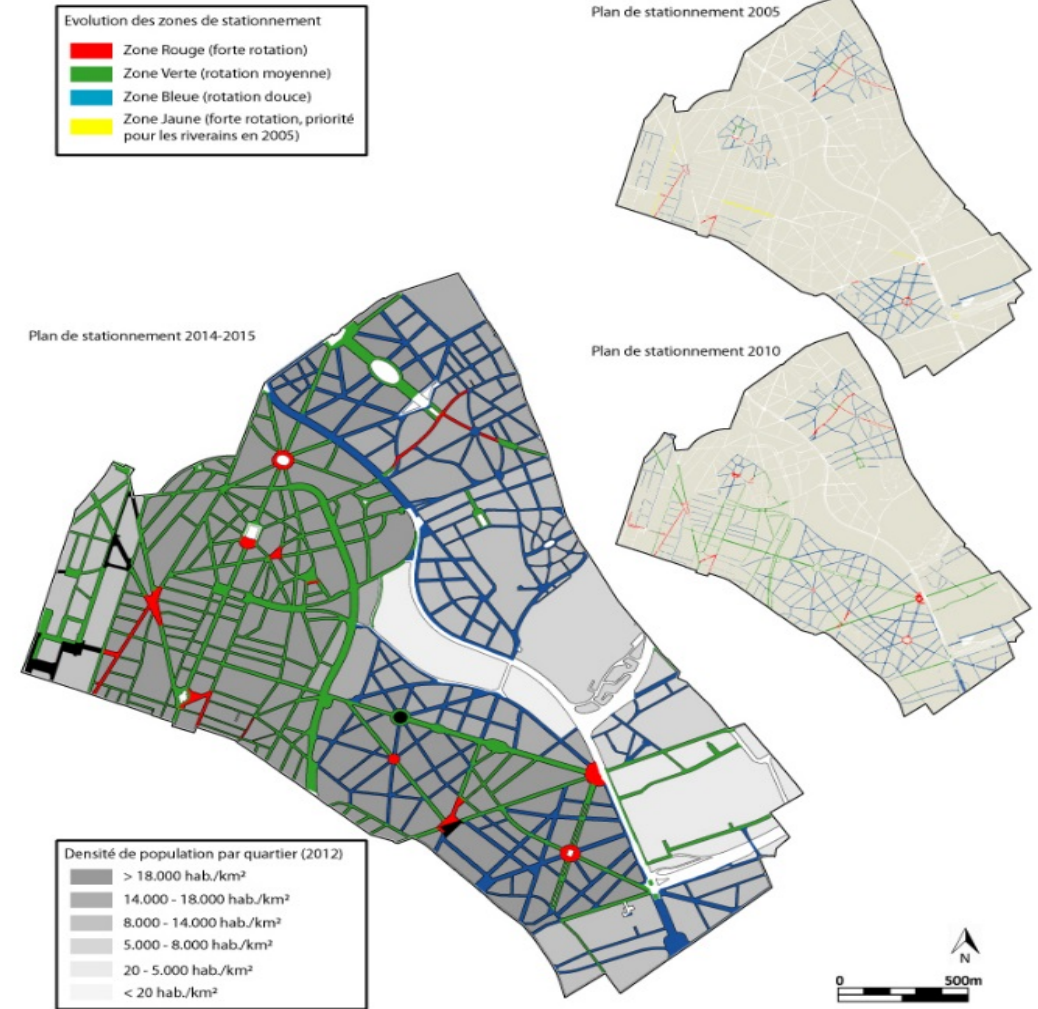 Evolution des zones de stationnement
Zone Rouge (forte rotation)
Zone Verte (rotation moyenne)
Zone Bleue (rotation douce)
Zone Jaune (forte rotation, priorité
pour les riverains en 2005)
Plan de stationnement 2005
Plan de stationnement 2014-2015
Plan de stationnement 2010
Densité de population par quartier (2012)
> 18.000 hab./km²
14.000 - 18.000 hab./km²
8.000 - 14.000 hab./km²
5.000 - 8.000 hab./km²
20 - 5.000 hab./km²
< 20 hab./km²
N
0 500m